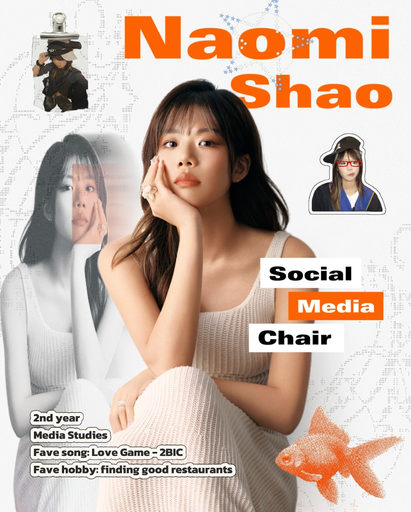 Naomi
Shao
Social
Media
Chair
2nd year
Media Studies
Fave song: Love Game - 2BIC
Fave hobby: finding good restaurants